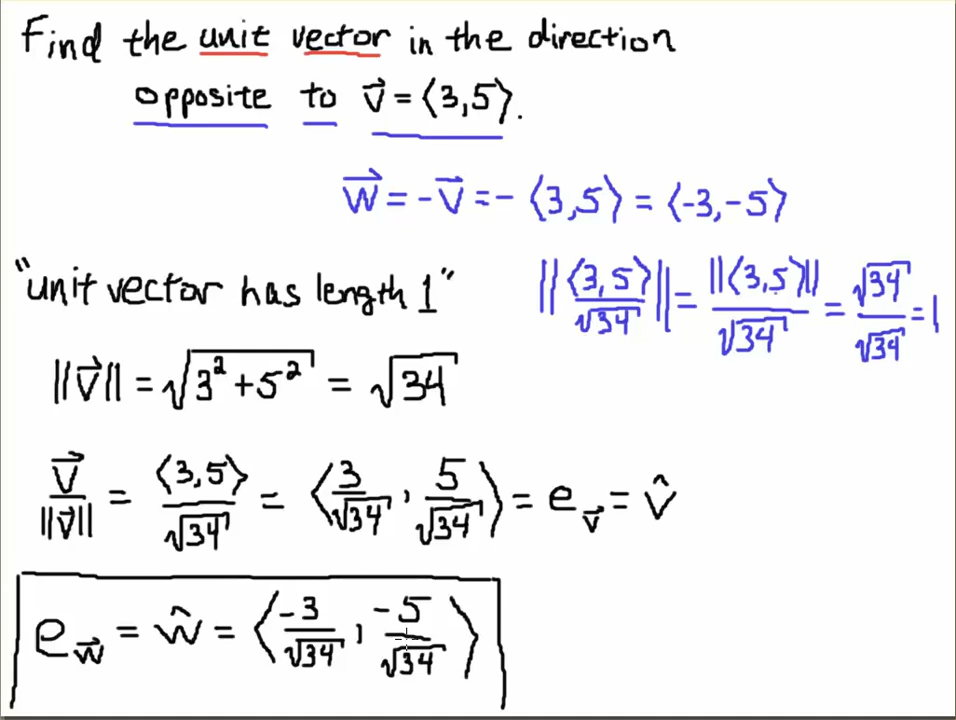 Find the unit vector in the direction
opposite to v⃗ = ⟨3,5⟩.
w⃗ = -v⃗ = - ⟨3,5⟩ = ⟨-3,-5⟩
"unit vector has length 1"
|| ⟨3,5⟩/√34 || = ||⟨3,5⟩||/√34 = √34/√34 = 1
||v⃗|| = √(3² + 5²) = √34
v⃗/||v⃗|| = ⟨3,5⟩/√34 = ⟨3/√34, 5/√34⟩ = e_v⃗ = v̂
e_w⃗ = ŵ = ⟨-3/√34, -5/√34⟩